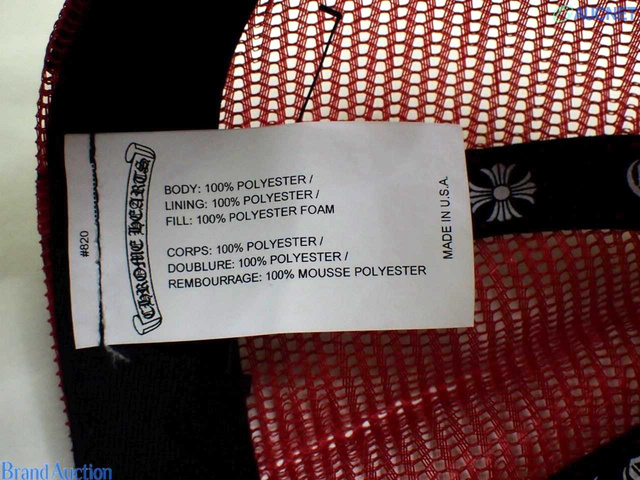 AUCNET
#820
CHROME HEARTS
BODY: 100% POLYESTER /
LINING: 100% POLYESTER /
FILL: 100% POLYESTER FOAM
CORPS: 100% POLYESTER /
DOUBLURE: 100% POLYESTER /
REMBOURRAGE: 100% MOUSSE POLYESTER
MADE IN U.S.A.
Brand Auction